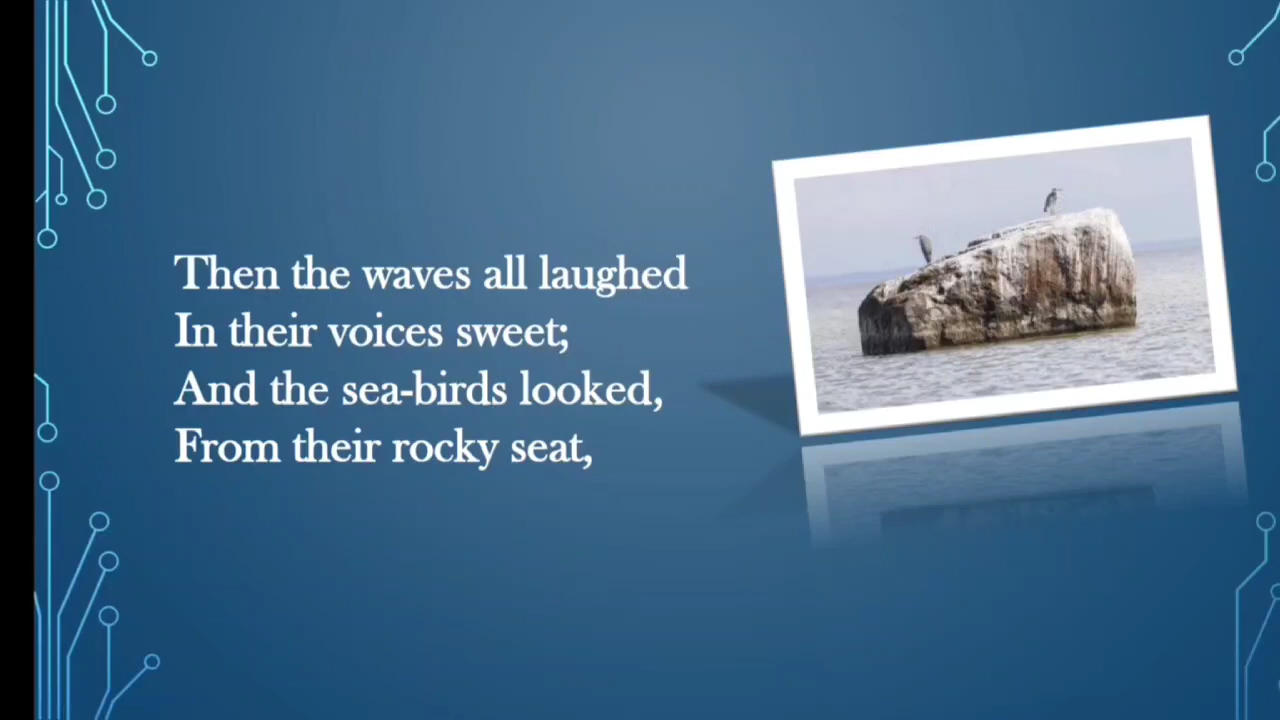 Then the waves all laughed
In their voices sweet;
And the sea-birds looked,
From their rocky seat,